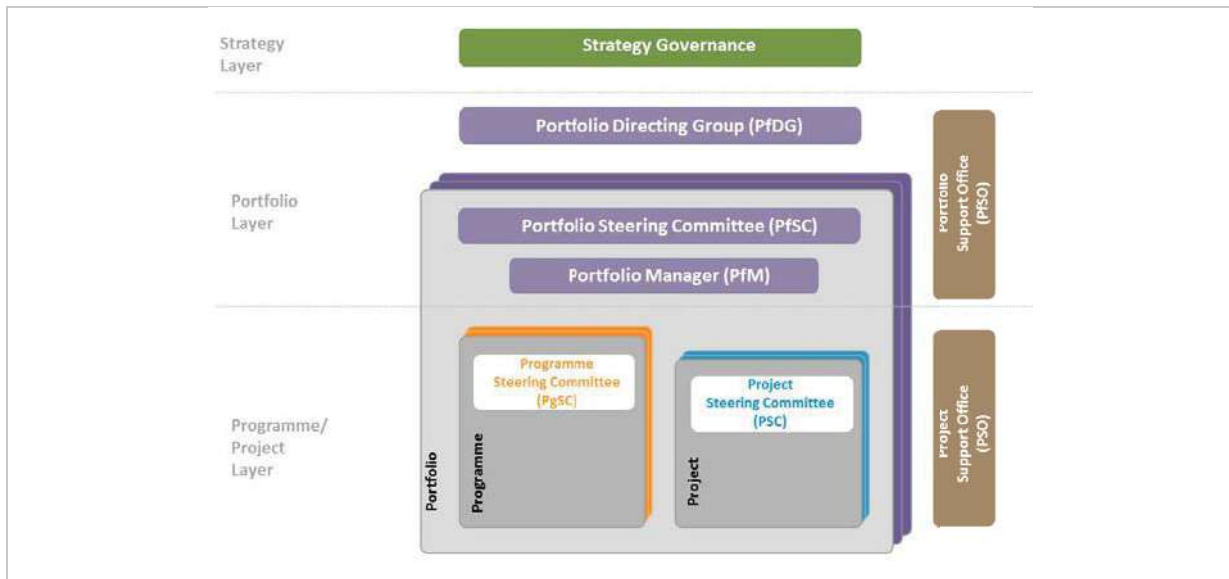 Strategy
Layer
Strategy Governance
Portfolio Directing Group (PfDG)
Portfolio
Layer
Portfolio Steering Committee (PfSC)
Portfolio Manager (PfM)
Portfolio
Support Office
(PfSO)
Programme/
Project
Layer
Portfolio
Programme
Programme
Steering Committee
(PgSC)
Project
Project
Steering Committee
(PSC)
Project
Support Office
(PSO)